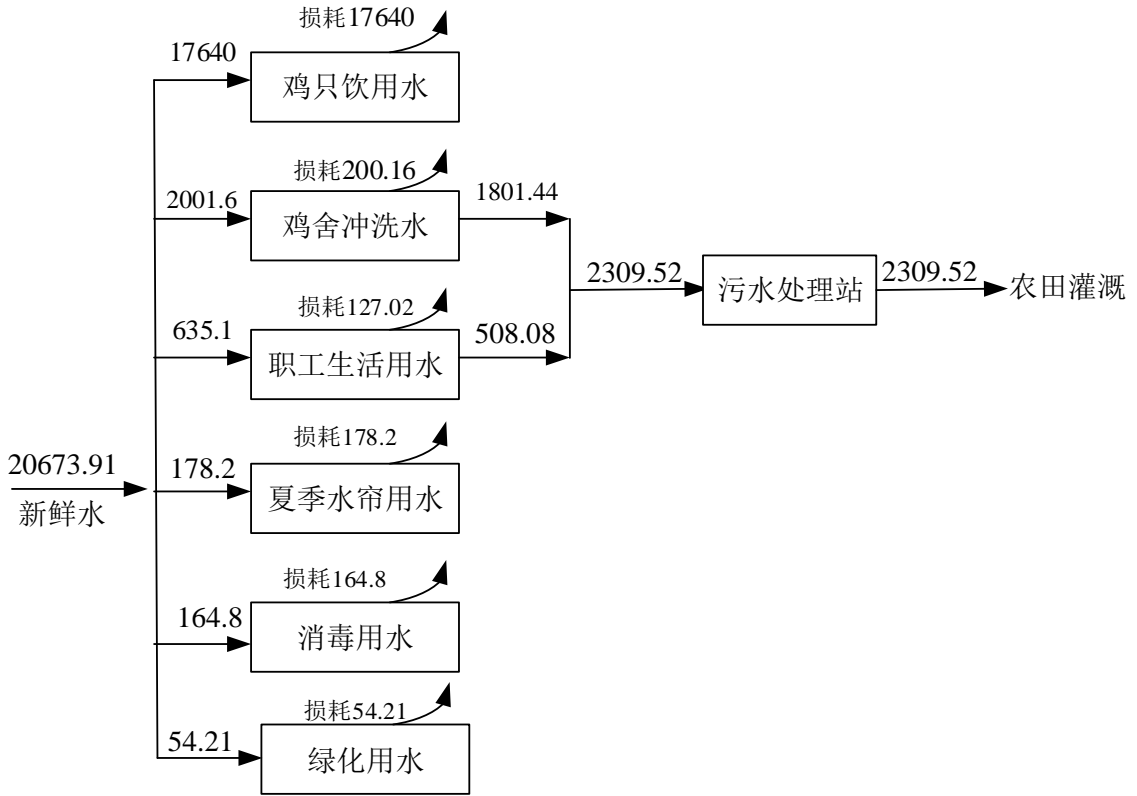 损耗17640
17640
鸡只饮用水
损耗200.16
2001.6
鸡舍冲洗水
1801.44
2309.52
污水处理站
2309.52
农田灌溉
损耗127.02
635.1
职工生活用水
508.08
损耗178.2
20673.91
新鲜水
178.2
夏季水帘用水
损耗164.8
164.8
消毒用水
损耗54.21
54.21
绿化用水